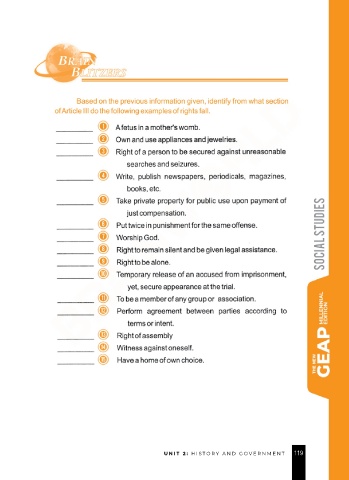 BRAIN
BLITZERS
Based on the previous information given, identify from what section
of Article III do the following examples of rights fall.
________ 1 A fetus in a mother's womb.
________ 2 Own and use appliances and jewelries.
________ 3 Right of a person to be secured against unreasonable
searches and seizures.
________ 4 Write, publish newspapers, periodicals, magazines,
books, etc.
________ 5 Take private property for public use upon payment of
just compensation.
________ 6 Put twice in punishment for the same offense.
________ 7 Worship God.
________ 8 Right to remain silent and be given legal assistance.
________ 9 Right to be alone.
________ 10 Temporary release of an accused from imprisonment,
yet, secure appearance at the trial.
________ 11 To be a member of any group or association.
________ 12 Perform agreement between parties according to
terms or intent.
________ 13 Right of assembly
________ 14 Witness against oneself.
________ 15 Have a home of own choice.
SOCIAL STUDIES
THE NEW
GEAP
MILLENNIAL
EDITION
UNIT 2: HISTORY AND GOVERNMENT 119